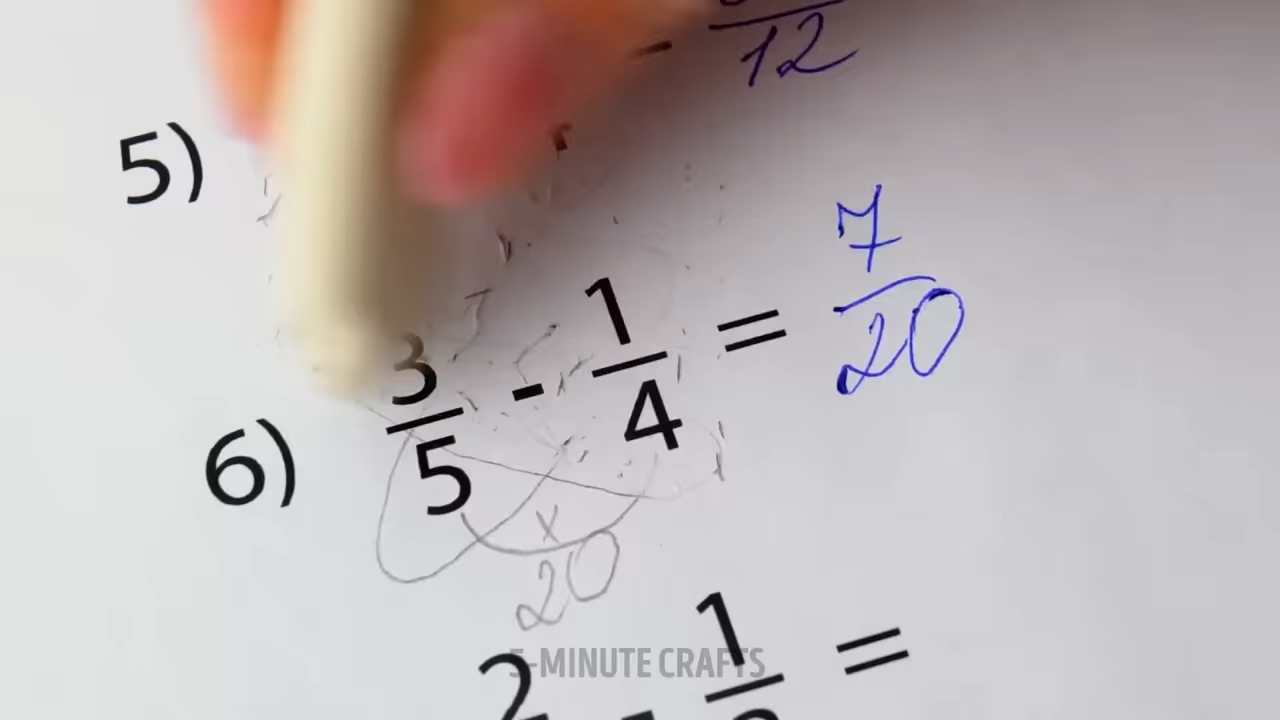 - /12
5)
3/5 - 1/4 = 7/20
6)
x
20
2 - 1 =
5-MINUTE CRAFTS